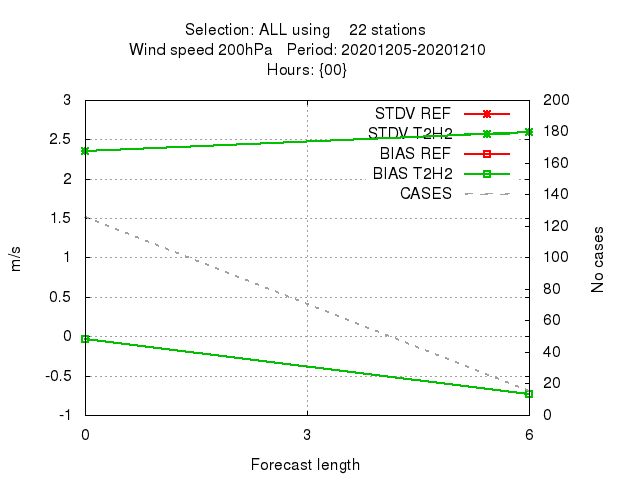 Selection: ALL using 22 stations
Wind speed 200hPa Period: 20201205-20201210
Hours: {00}
3
2.5
2
1.5
1
0.5
0
-0.5
-1
200
180
160
140
120
100
80
60
40
20
0
STDV REF
STDV T2H2
BIAS REF
BIAS T2H2
CASES
m/s
No cases
0 3 6
Forecast length